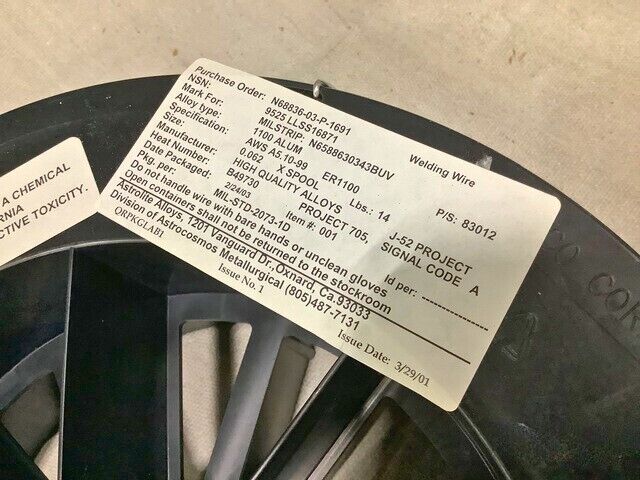 Purchase Order: N68836-03-P-1691 Welding Wire
NSN: 9525 LLSS16871
Mark For: MILSTRIP: N6588630343BUV P/S: 83012
Alloy type: 1100 ALUM ER1100
Specification: AWS A5.10-99 Lbs.: 14 J-52 PROJECT
0.062 X SPOOL PROJECT 705, SIGNAL CODE A
Manufacturer: HIGH QUALITY ALLOYS
Heat Number: B49730 Item #: 001 Id per:
Date Packaged: 2/24/03
Pkg. per: MIL-STD-2073-1D
Do not handle wire with bare hands or unclean gloves
Open containers shall not be returned to the stockroom
Astrolite Alloys, 1201 Vanguard Dr., Oxnard, Ca. 93033
Division of Astrocosmos Metallurgical (805)487-7131
ORPKGLAB1 Issue No. 1 Issue Date: 3/29/01
A CHEMICAL
RNIA
CTIVE TOXICITY.
CO COR